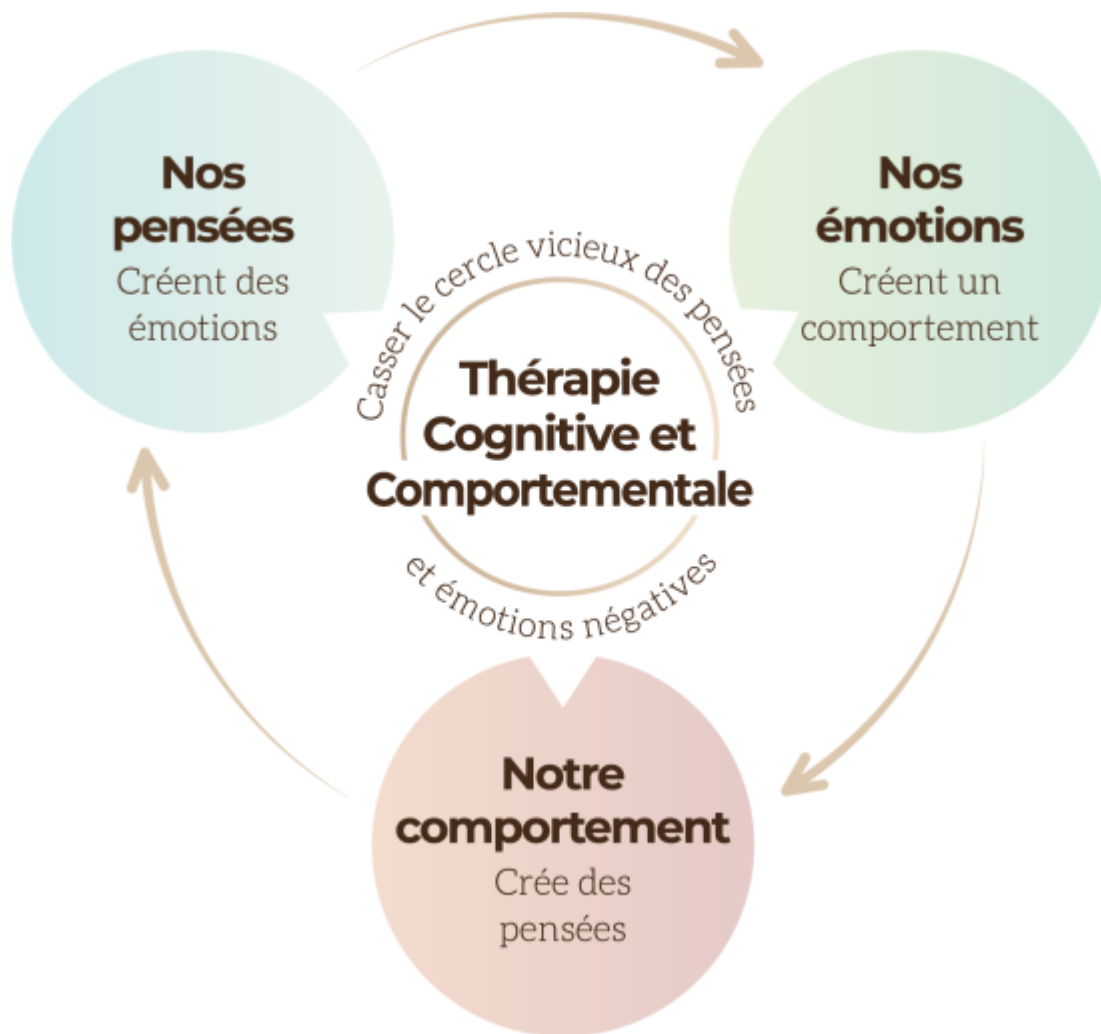 Nos
pensées
Créent des
émotions
Nos
émotions
Créent un
comportement
Casser le cercle vicieux des pensées
Thérapie
Cognitive et
Comportementale
et émotions négatives
Notre
comportement
Crée des
pensées